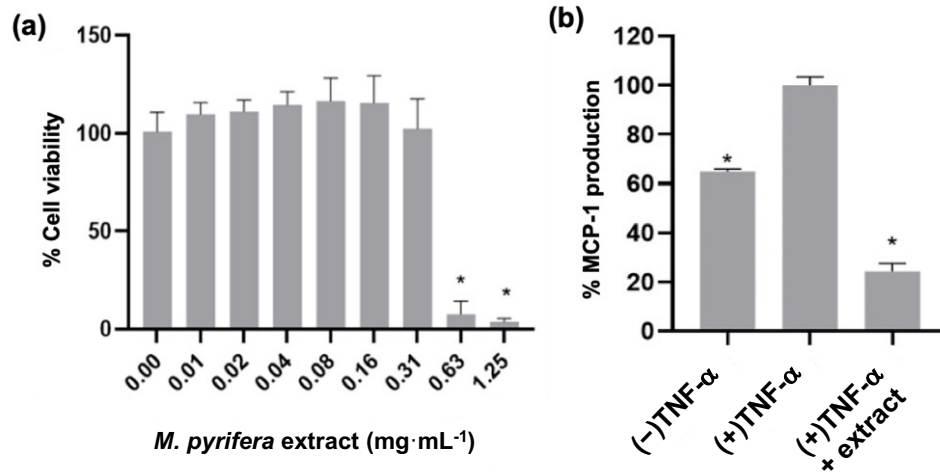 (a)
150
100
50
0
% Cell viability
* *
0.00 0.01 0.02 0.04 0.08 0.16 0.31 0.63 1.25
M. pyrifera extract (mg·mL⁻¹)
(b)
120
100
80
60
40
20
0
% MCP-1 production
* *
(−)TNF-α
(+)TNF-α
(+)TNF-α
+ extract